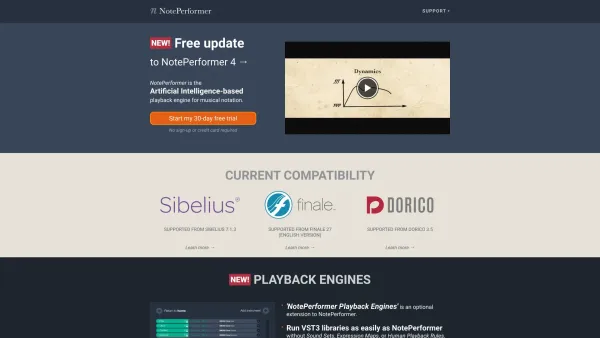 NotePerformer
SUPPORT
NEW! Free update
to NotePerformer 4 →
NotePerformer is the
Artificial Intelligence-based
playback engine for musical notation.
Start my 30-day free trial
No sign-up or credit card required
Dynamics
fff
ppp
CURRENT COMPATIBILITY
Sibelius®
finale.
DORICO
SUPPORTED FROM SIBELIUS 7.1.3
SUPPORTED FROM FINALE 27
(ENGLISH VERSION)
SUPPORTED FROM DORICO 3.5
Learn more →
Learn more →
Learn more →
NEW! PLAYBACK ENGINES
'NotePerformer Playback Engines' is an optional
extension to NotePerformer.
Run VST3 libraries as easily as NotePerformer
without Sound Sets, Expression Maps, or Human Playback Rules.